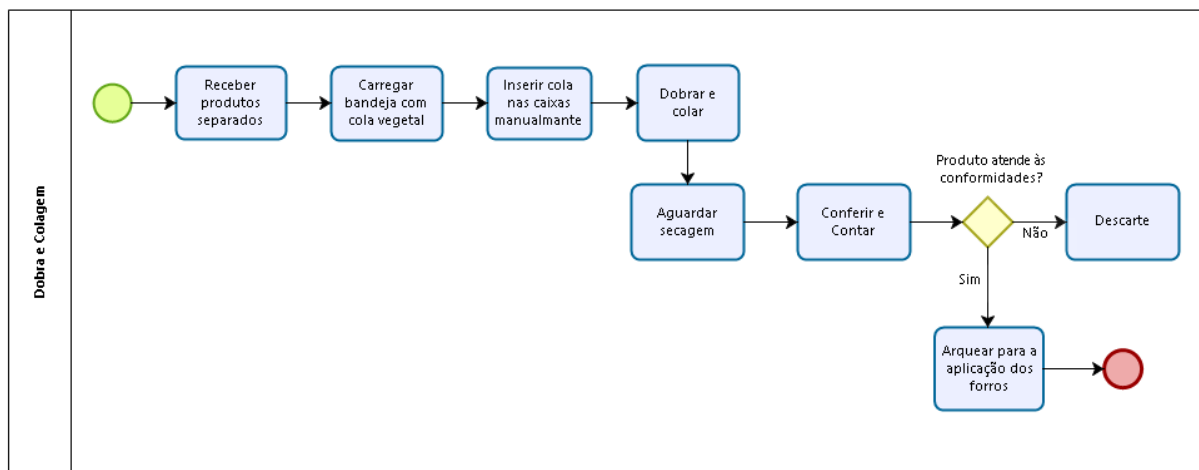 Dobra e Colagem
Receber
produtos
separados
Carregar
bandeja com
cola vegetal
Inserir cola
nas caixas
manualmante
Dobrar e
colar
Aguardar
secagem
Conferir e
Contar
Produto atende às
conformidades?
Não
Descarte
Sim
Arquear para a
aplicação dos
forros